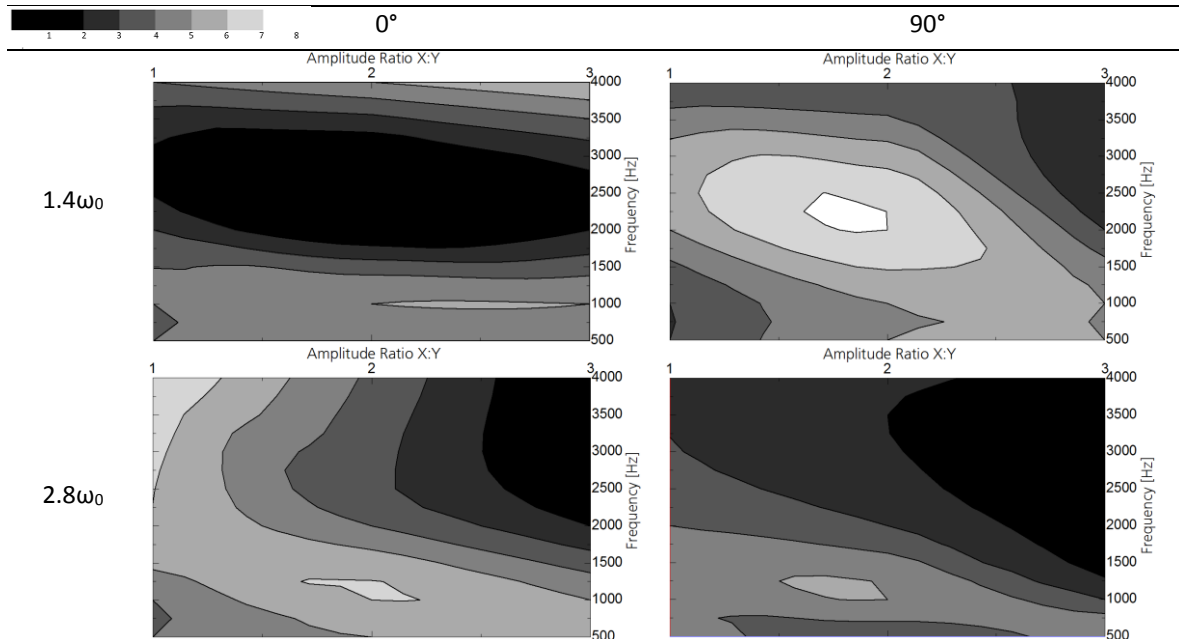 0° 90°
1 2 3 4 5 6 7 8
Amplitude Ratio X:Y Amplitude Ratio X:Y
1 2 3 1 2 3
1.4ω₀
4000 4000
3500 3500
3000 3000
2500 2500
2000 2000
1500 1500
1000 1000
500 500
Frequency [Hz] Frequency [Hz]
Amplitude Ratio X:Y Amplitude Ratio X:Y
1 2 3 1 2 3
2.8ω₀
4000 4000
3500 3500
3000 3000
2500 2500
2000 2000
1500 1500
1000 1000
500 500
Frequency [Hz] Frequency [Hz]